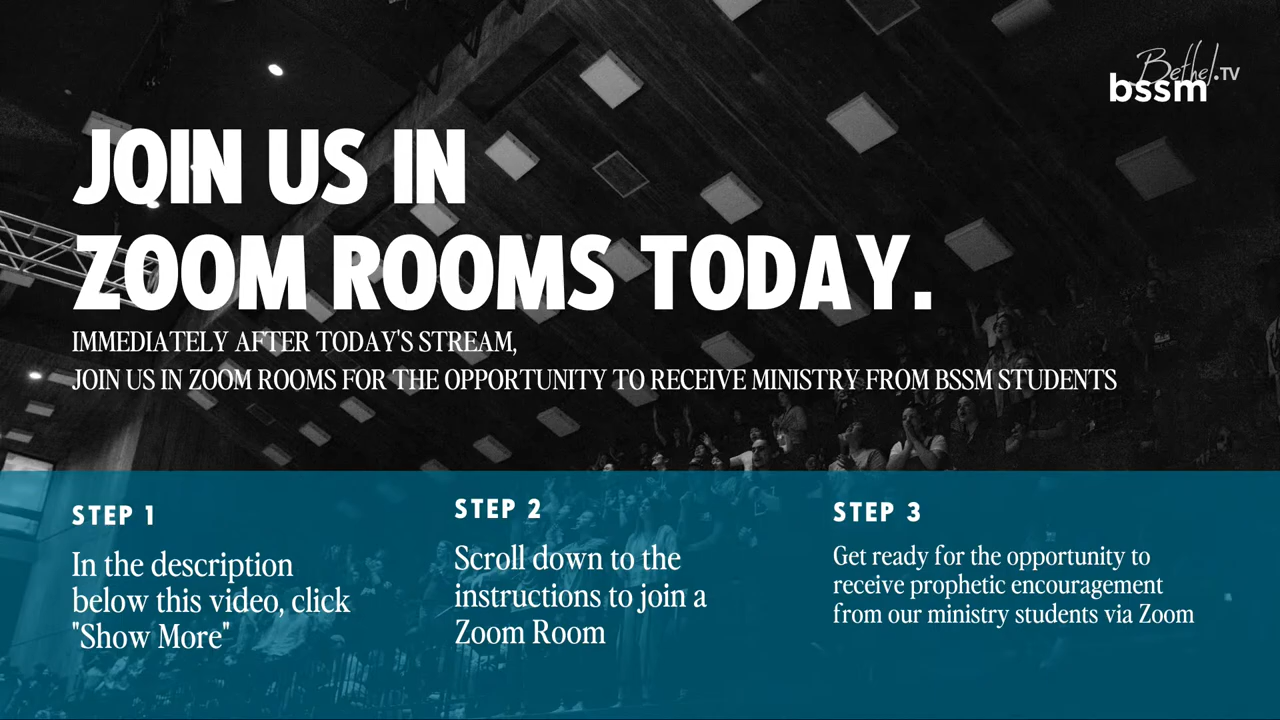 Bethel.TV
bssm
JOIN US IN
ZOOM ROOMS TODAY.
IMMEDIATELY AFTER TODAY'S STREAM,
JOIN US IN ZOOM ROOMS FOR THE OPPORTUNITY TO RECEIVE MINISTRY FROM BSSM STUDENTS
STEP 1
In the description
below this video, click
"Show More"
STEP 2
Scroll down to the
instructions to join a
Zoom Room
STEP 3
Get ready for the opportunity to
receive prophetic encouragement
from our ministry students via Zoom